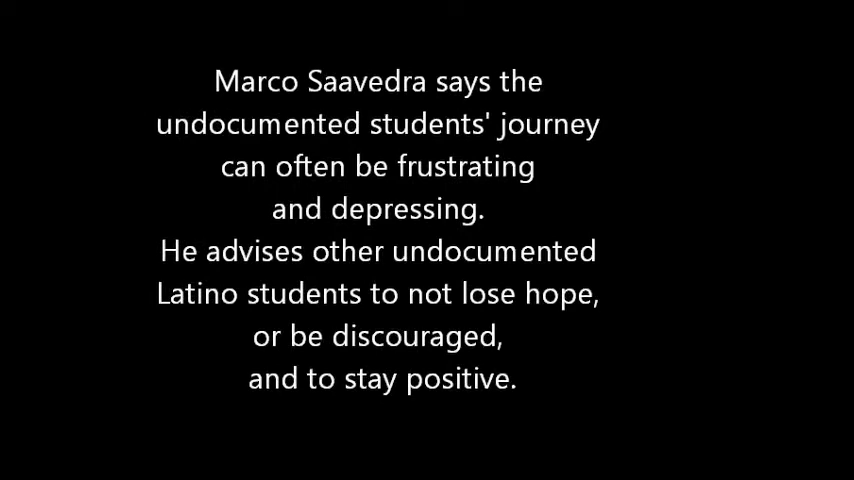 Marco Saavedra says the
undocumented students' journey
can often be frustrating
and depressing.
He advises other undocumented
Latino students to not lose hope,
or be discouraged,
and to stay positive.